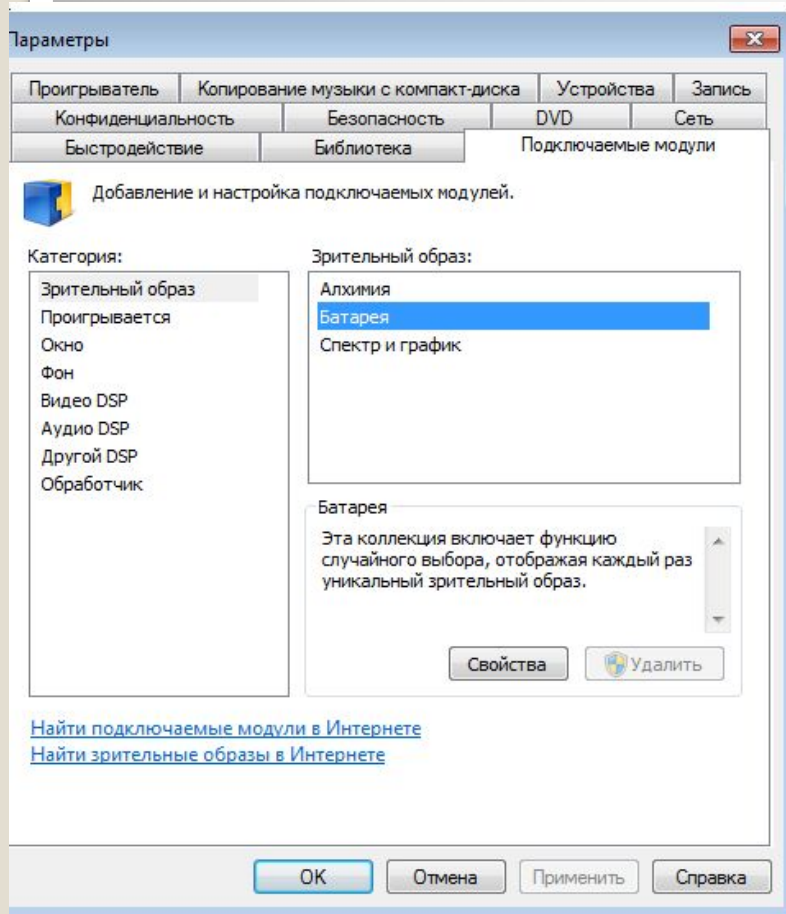 Параметры
Проигрыватель Копирование музыки с компакт-диска Устройства Запись
Конфиденциальность Безопасность DVD Сеть
Быстродействие Библиотека Подключаемые модули
Добавление и настройка подключаемых модулей.
Категория:
Зрительный образ
Проигрывается
Окно
Фон
Видео DSP
Аудио DSP
Другой DSP
Обработчик
Зрительный образ:
Алхимия
Батарея
Спектр и график
Батарея
Эта коллекция включает функцию
случайного выбора, отображая каждый раз
уникальный зрительный образ.
Свойства Удалить
Найти подключаемые модули в Интернете
Найти зрительные образы в Интернете
OK Отмена Применить Справка